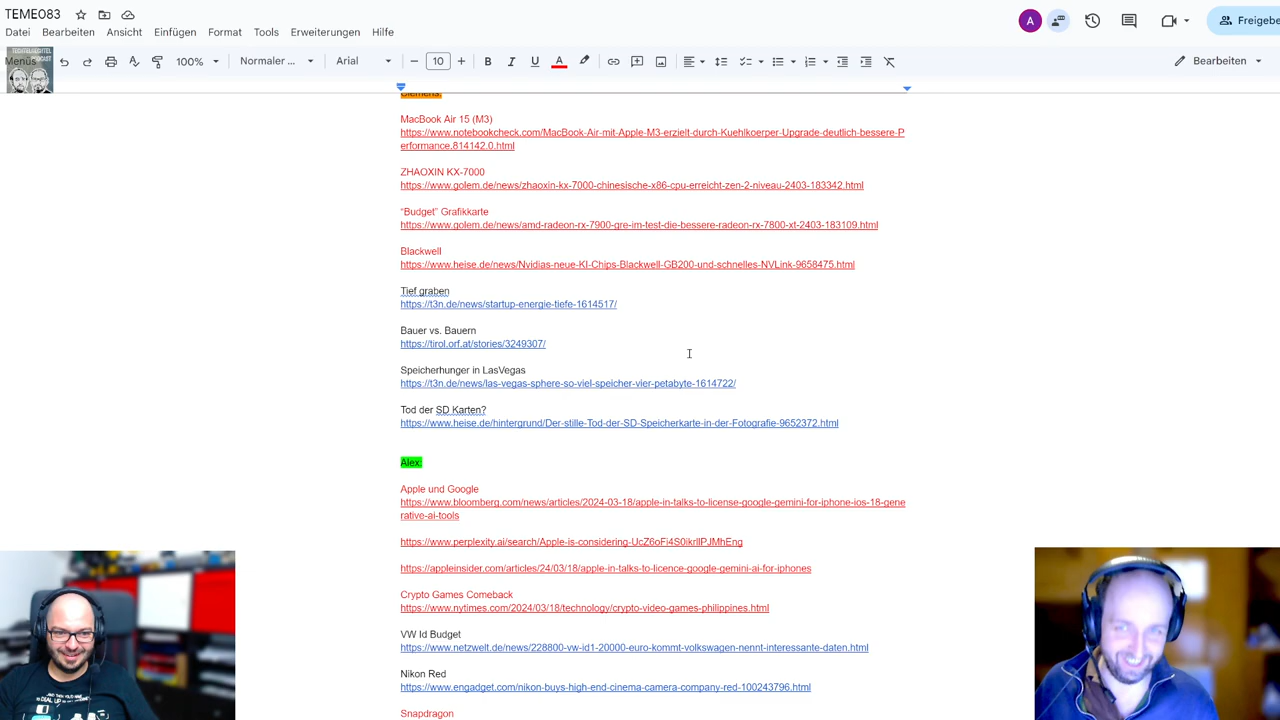 TEME083
Datei Bearbeiten Ansicht Einfügen Format Tools Erweiterungen Hilfe
Freigebe
Menüs 100% Normaler ... Arial 10 Bearbeiten
Clemens:
MacBook Air 15 (M3)
https://www.notebookcheck.com/MacBook-Air-mit-Apple-M3-erzielt-durch-Kuehlkoerper-Upgrade-deutlich-bessere-P
erformance.814142.0.html
ZHAOXIN KX-7000
https://www.golem.de/news/zhaoxin-kx-7000-chinesische-x86-cpu-erreicht-zen-2-niveau-2403-183342.html
“Budget” Grafikkarte
https://www.golem.de/news/amd-radeon-rx-7900-gre-im-test-die-bessere-radeon-rx-7800-xt-2403-183109.html
Blackwell
https://www.heise.de/news/Nvidias-neue-KI-Chips-Blackwell-GB200-und-schnelles-NVLink-9658475.html
Tief graben
https://t3n.de/news/startup-energie-tiefe-1614517/
Bauer vs. Bauern
https://tirol.orf.at/stories/3249307/
Speicherhunger in LasVegas
https://t3n.de/news/las-vegas-sphere-so-viel-speicher-vier-petabyte-1614722/
Tod der SD Karten?
https://www.heise.de/hintergrund/Der-stille-Tod-der-SD-Speicherkarte-in-der-Fotografie-9652372.html
Alex:
Apple und Google
https://www.bloomberg.com/news/articles/2024-03-18/apple-in-talks-to-license-google-gemini-for-iphone-ios-18-gene
rative-ai-tools
https://www.perplexity.ai/search/Apple-is-considering-UcZ6oFi4S0ikrlIPJMhEng
https://appleinsider.com/articles/24/03/18/apple-in-talks-to-licence-google-gemini-ai-for-iphones
Crypto Games Comeback
https://www.nytimes.com/2024/03/18/technology/crypto-video-games-philippines.html
VW Id Budget
https://www.netzwelt.de/news/228800-vw-id1-20000-euro-kommt-volkswagen-nennt-interessante-daten.html
Nikon Red
https://www.engadget.com/nikon-buys-high-end-cinema-camera-company-red-100243796.html
Snapdragon